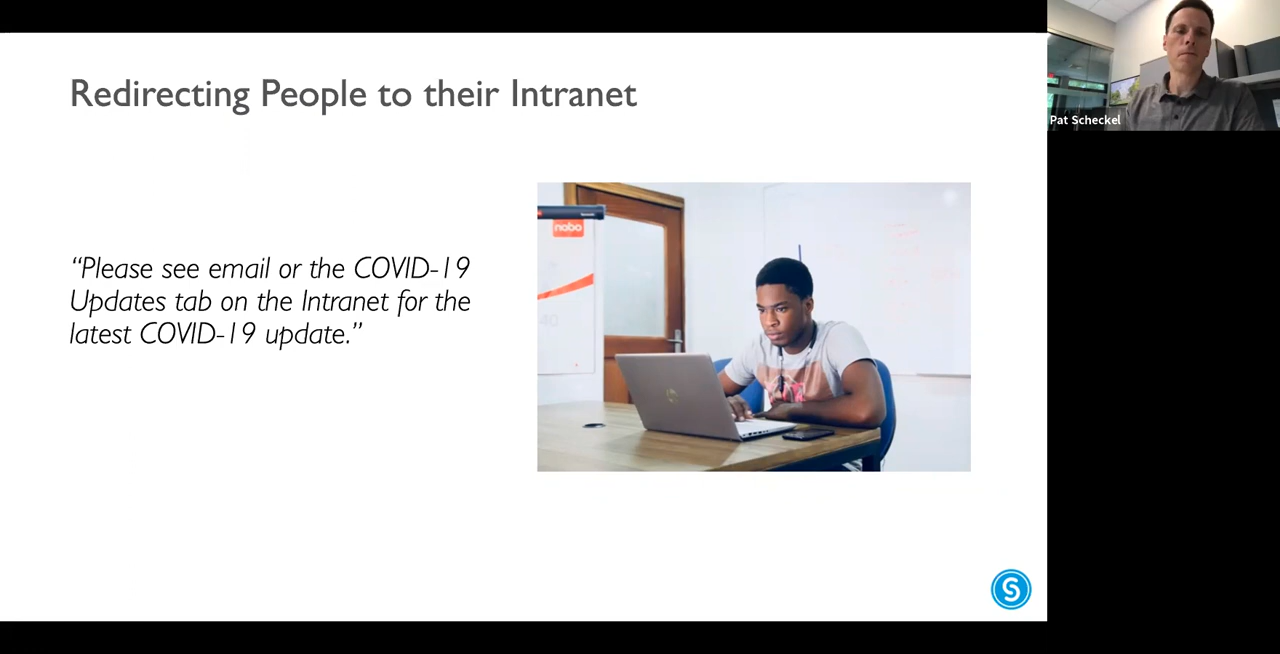 Redirecting People to their Intranet
“Please see email or the COVID-19
Updates tab on the Intranet for the
latest COVID-19 update.”
nobo
S
Pat Scheckel